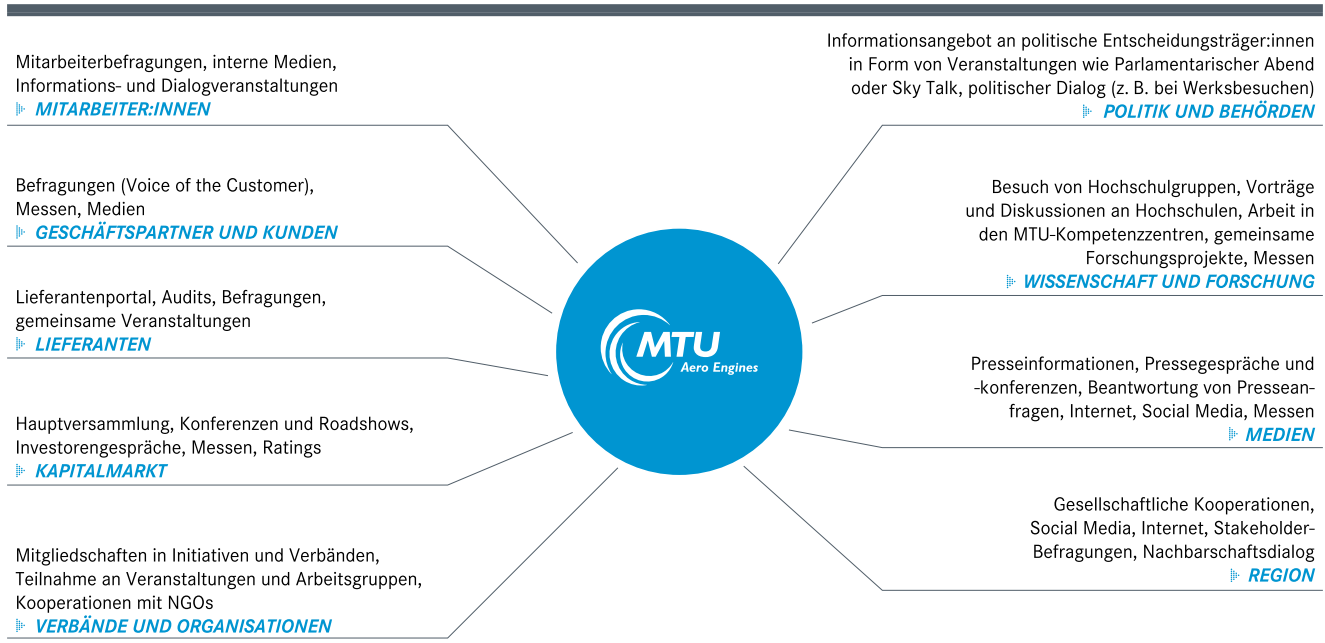 Mitarbeiterbefragungen, interne Medien,
Informations- und Dialogveranstaltungen
MITARBEITER:INNEN
Befragungen (Voice of the Customer),
Messen, Medien
GESCHÄFTSPARTNER UND KUNDEN
Lieferantenportal, Audits, Befragungen,
gemeinsame Veranstaltungen
LIEFERANTEN
Hauptversammlung, Konferenzen und Roadshows,
Investorengespräche, Messen, Ratings
KAPITALMARKT
Mitgliedschaften in Initiativen und Verbänden,
Teilnahme an Veranstaltungen und Arbeitsgruppen,
Kooperationen mit NGOs
VERBÄNDE UND ORGANISATIONEN
MTU
Aero Engines
Informationsangebot an politische Entscheidungsträger:innen
in Form von Veranstaltungen wie Parlamentarischer Abend
oder Sky Talk, politischer Dialog (z. B. bei Werksbesuchen)
POLITIK UND BEHÖRDEN
Besuch von Hochschulgruppen, Vorträge
und Diskussionen an Hochschulen, Arbeit in
den MTU-Kompetenzzentren, gemeinsame
Forschungsprojekte, Messen
WISSENSCHAFT UND FORSCHUNG
Presseinformationen, Pressegespräche und
-konferenzen, Beantwortung von Pressean-
fragen, Internet, Social Media, Messen
MEDIEN
Gesellschaftliche Kooperationen,
Social Media, Internet, Stakeholder-
Befragungen, Nachbarschaftsdialog
REGION